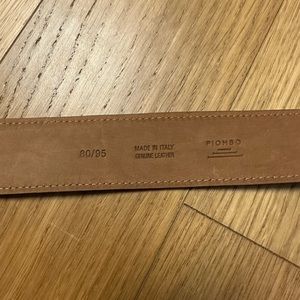 80/95
MADE IN ITALY
GENUINE LEATHER
PIOMBO